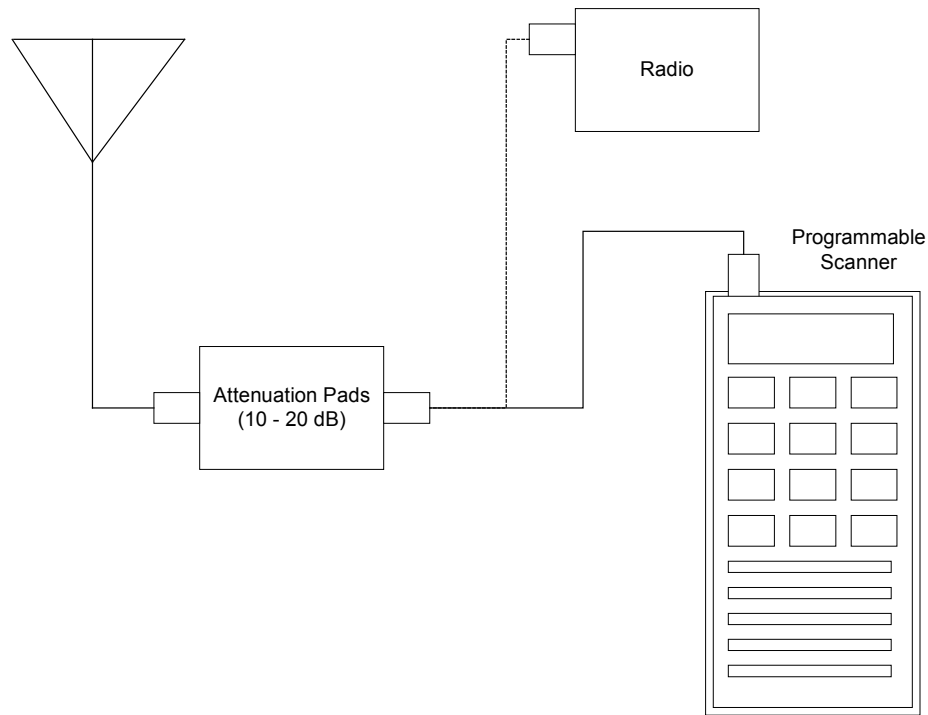 Radio
Programmable
Scanner
Attenuation Pads
(10 - 20 dB)